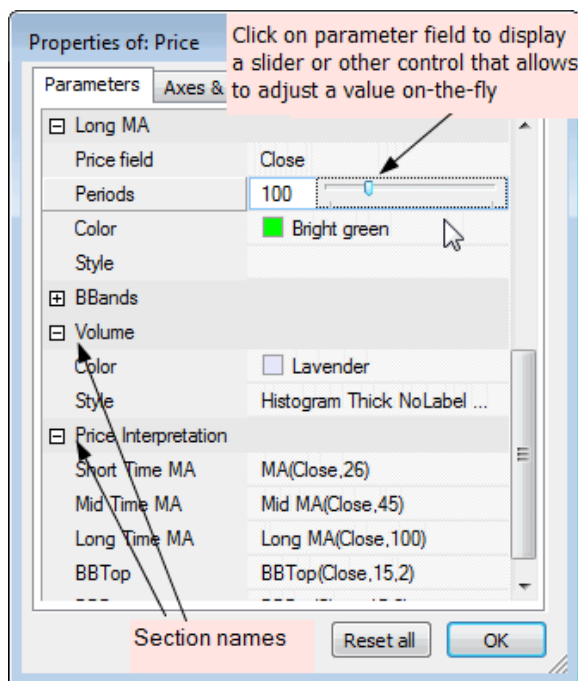 Properties of: Price
Click on parameter field to display
a slider or other control that allows
to adjust a value on-the-fly
Parameters
Axes &
Long MA
Price field Close
Periods 100
Color Bright green
Style
BBands
Volume
Color Lavender
Style Histogram Thick NoLabel ...
Price Interpretation
Short Time MA MA(Close,26)
Mid Time MA Mid MA(Close,45)
Long Time MA Long MA(Close,100)
BBTop BBTop(Close,15,2)
Section names
Reset all
OK